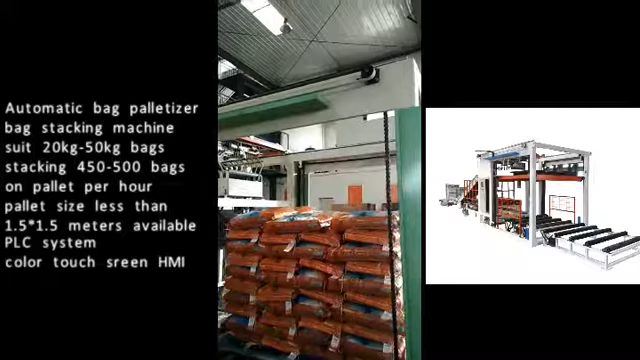 Automatic bag palletizer
bag stacking machine
suit 20kg-50kg bags
stacking 450-500 bags
on pallet per hour
pallet size less than
1.5*1.5 meters available
PLC system
color touch sreen HMI